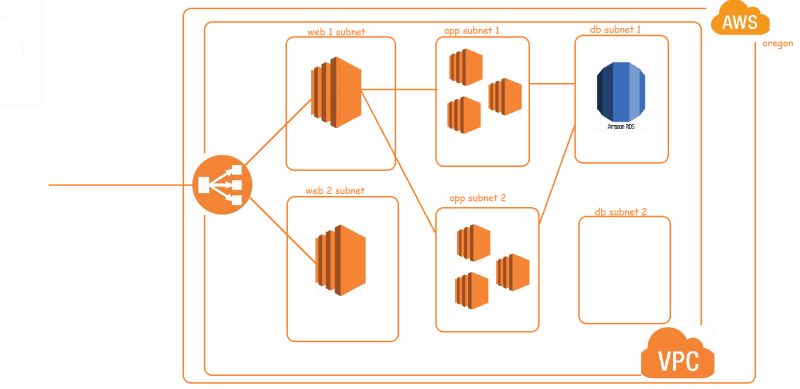 AWS
oregon
web 1 subnet
app subnet 1
db subnet 1
Amazon RDS
web 2 subnet
app subnet 2
db subnet 2
VPC